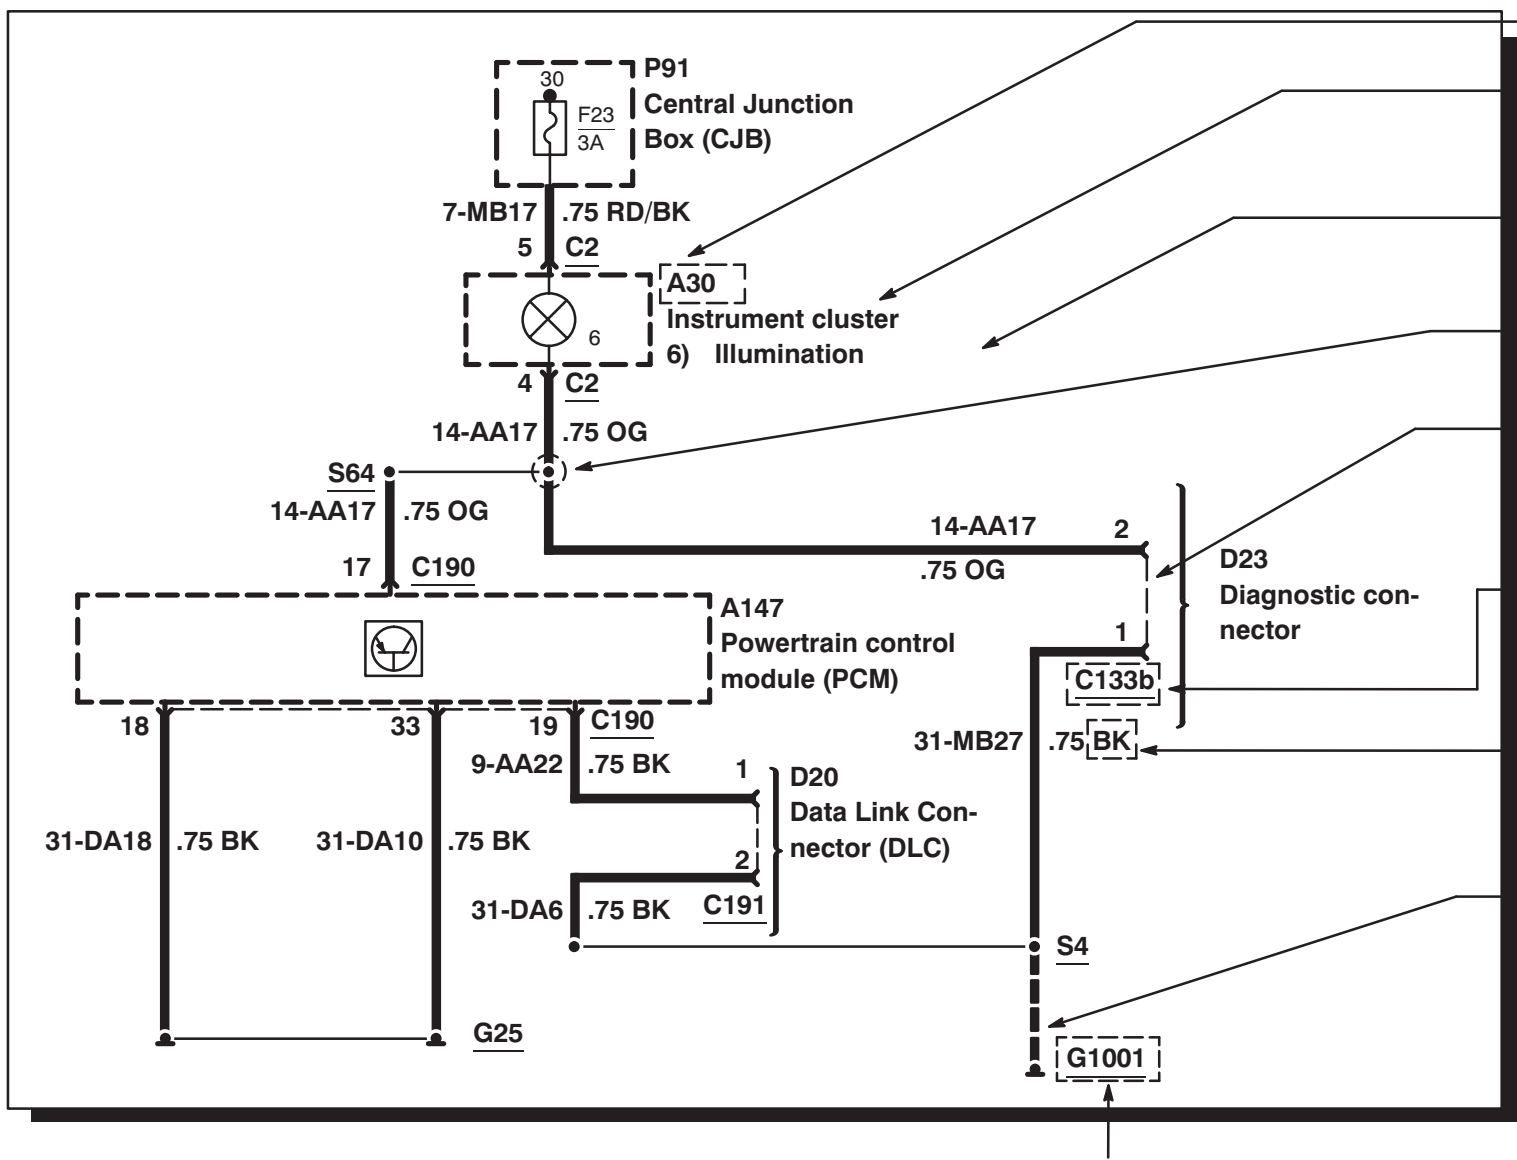 P91
30
Central Junction
F23
3A
Box (CJB)
7-MB17 .75 RD/BK
5 C2
A30
Instrument cluster
6
6) Illumination
4 C2
14-AA17 .75 OG
S64
14-AA17 .75 OG
14-AA17 2
.75 OG
D23
Diagnostic con-
nector
17 C190
A147
Powertrain control
module (PCM)
1
C133b
18 33 19 C190
31-MB27 .75 BK
9-AA22 .75 BK 1
D20
Data Link Con-
nector (DLC)
31-DA18 .75 BK 31-DA10 .75 BK
2
31-DA6 .75 BK C191
S4
G25
G1001